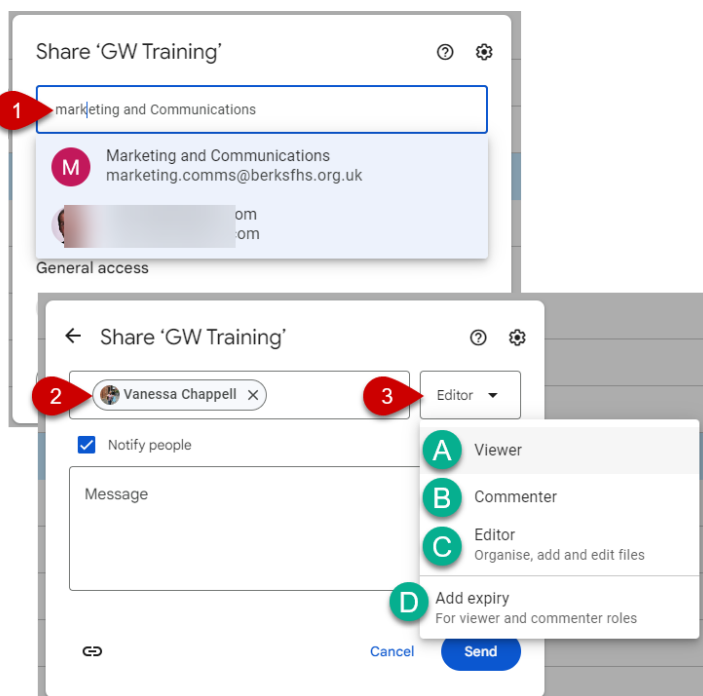 Share ‘GW Training’
1
marketing and Communications
M
Marketing and Communications
marketing.comms@berksfhs.org.uk
om
om
General access
Share ‘GW Training’
2
Vanessa Chappell
3
Editor
Notify people
A
Viewer
Message
B
Commenter
C
Editor
Organise, add and edit files
D
Add expiry
For viewer and commenter roles
Cancel
Send